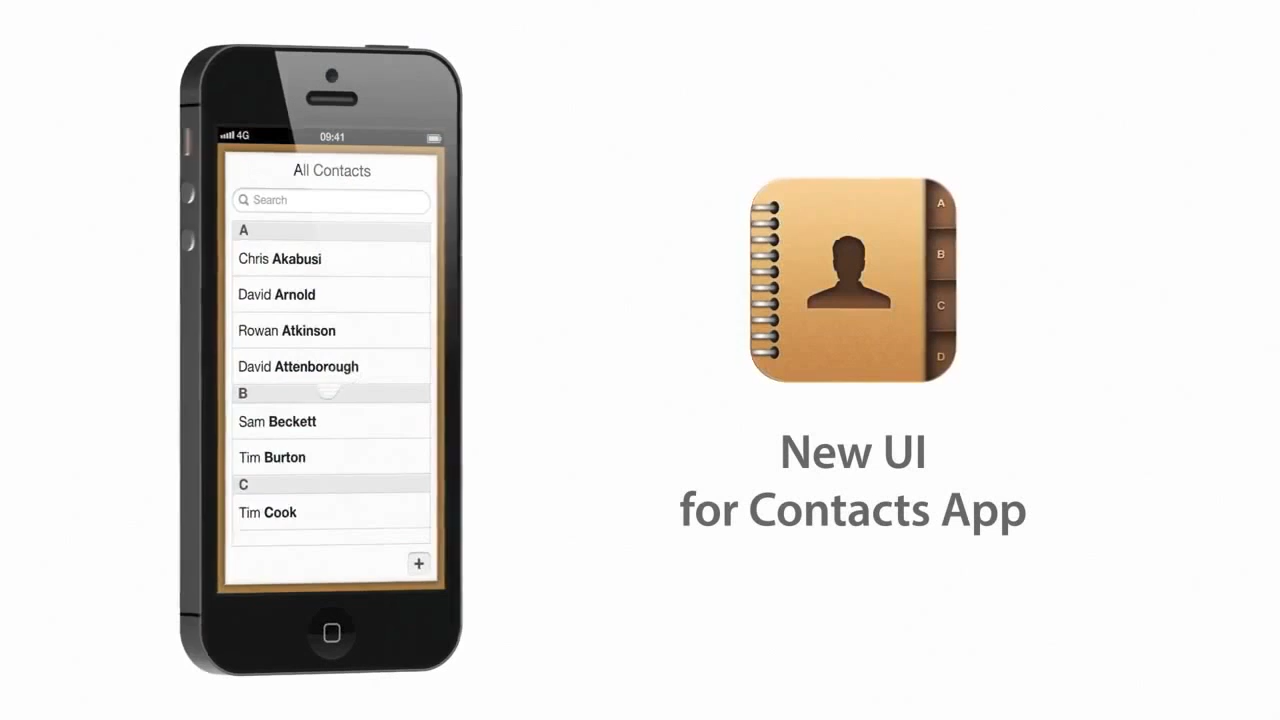 4G 09:41
All Contacts
Search
A
Chris Akabusi
David Arnold
Rowan Atkinson
David Attenborough
B
Sam Beckett
Tim Burton
C
Tim Cook
+
A
B
C
D
New UI
for Contacts App